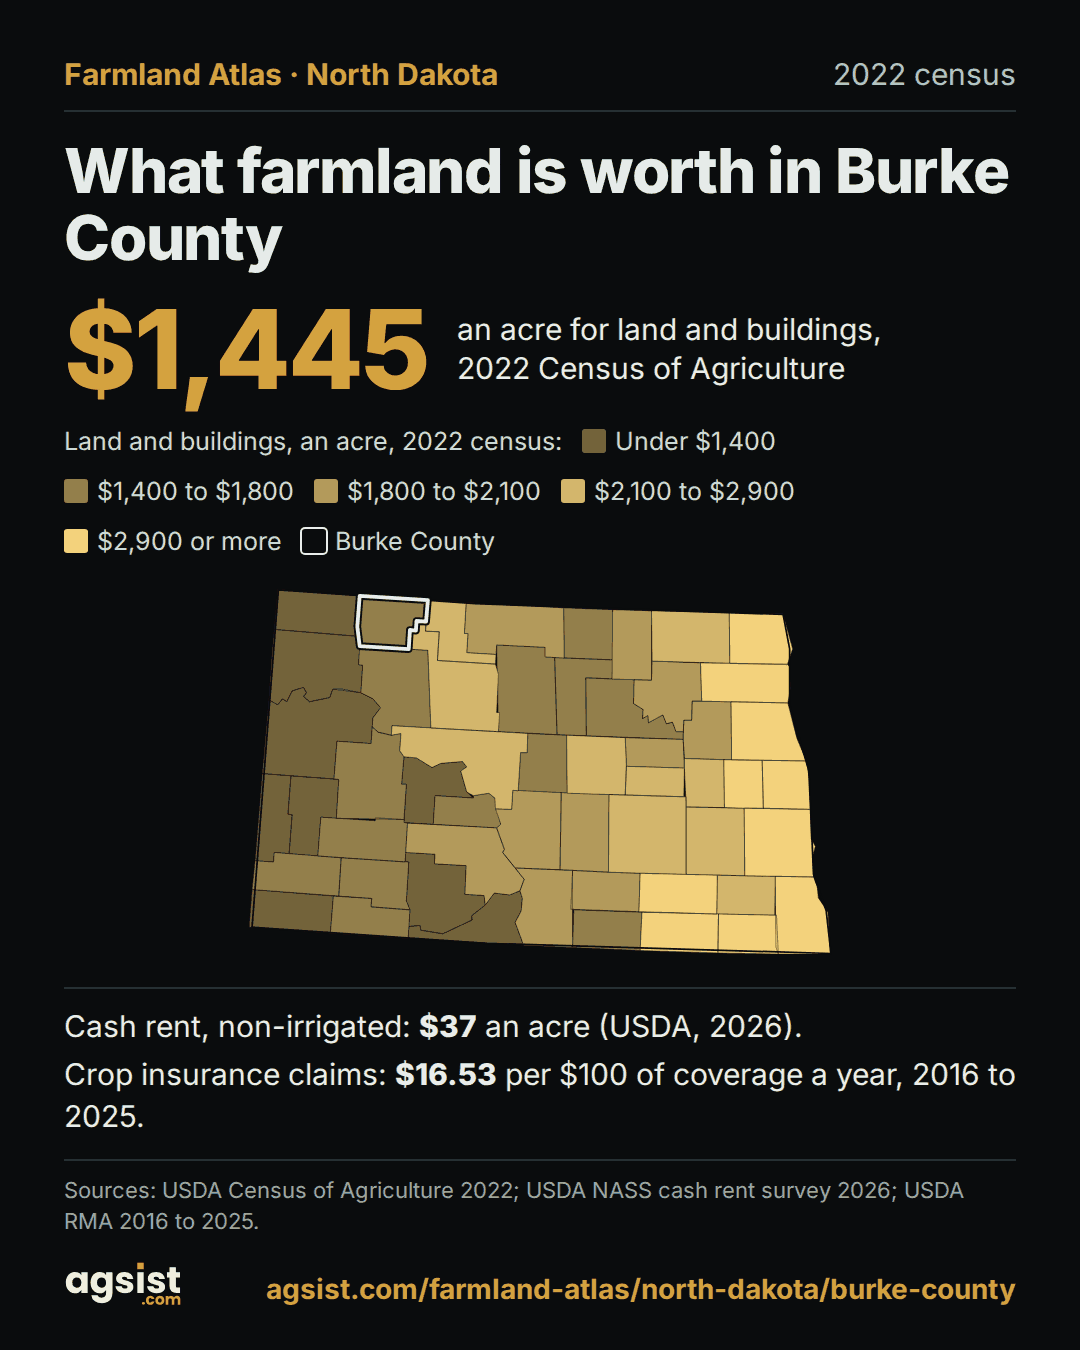 Farmland Atlas · North Dakota
2022 census
What farmland is worth in Burke
County
$1,445
an acre for land and buildings,
2022 Census of Agriculture
Land and buildings, an acre, 2022 census: Under $1,400
$1,400 to $1,800 $1,800 to $2,100 $2,100 to $2,900
$2,900 or more Burke County
Cash rent, non-irrigated: $37 an acre (USDA, 2026).
Crop insurance claims: $16.53 per $100 of coverage a year, 2016 to
2025.
Sources: USDA Census of Agriculture 2022; USDA NASS cash rent survey 2026; USDA
RMA 2016 to 2025.
agsist
.com
agsist.com/farmland-atlas/north-dakota/burke-county